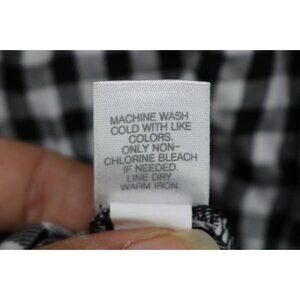 MACHINE WASH
COLD WITH LIKE
COLORS.
ONLY NON-
CHLORINE BLEACH
IF NEEDED.
LINE DRY.
WARM IRON.